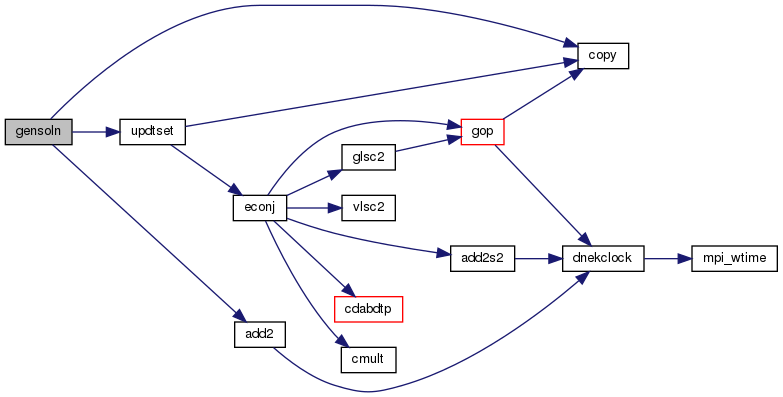 copy
gensoln
updtset
gop
glsc2
econj
vlsc2
add2s2
dnekclock
mpi_wtime
cdabdtp
add2
cmult